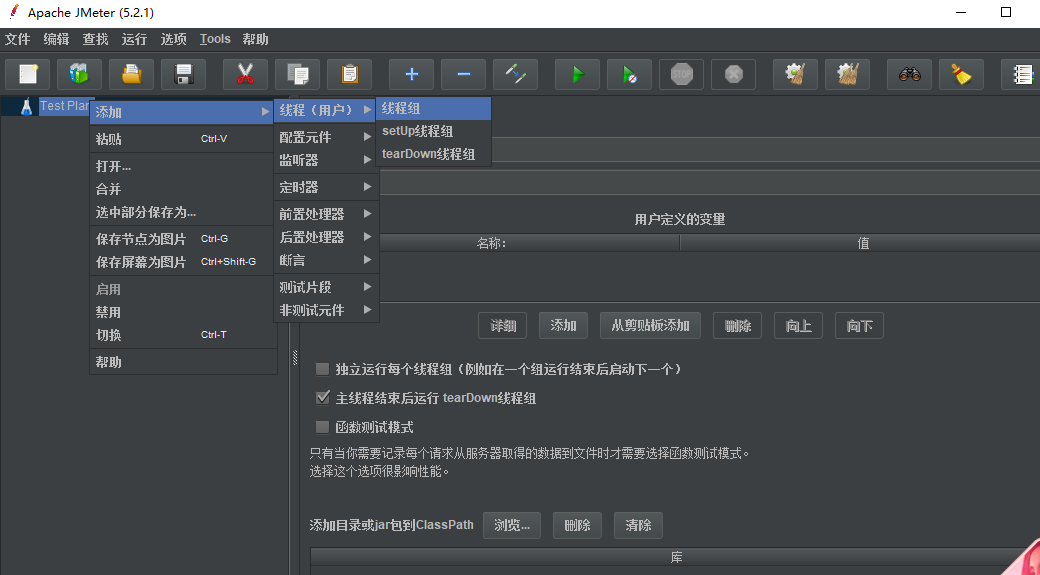 Apache JMeter (5.2.1)
文件 编辑 查找 运行 选项 Tools 帮助
STOP
Test Plan
添加
粘贴 Ctrl-V
打开...
合并
选中部分保存为...
保存节点为图片 Ctrl-G
保存屏幕为图片 Ctrl+Shift-G
启用
禁用
切换 Ctrl-T
帮助
线程（用户）
配置元件
监听器
定时器
前置处理器
后置处理器
断言
测试片段
非测试元件
线程组
setUp线程组
tearDown线程组
用户定义的变量
名称: 值
详细 添加 从剪贴板添加 删除 向上 向下
独立运行每个线程组（例如在一个组运行结束后启动下一个）
主线程结束后运行 tearDown线程组
函数测试模式
只有当你需要记录每个请求从服务器取得的数据到文件时才需要选择函数测试模式。
选择这个选项很影响性能。
添加目录或jar包到ClassPath 浏览... 删除 清除
库